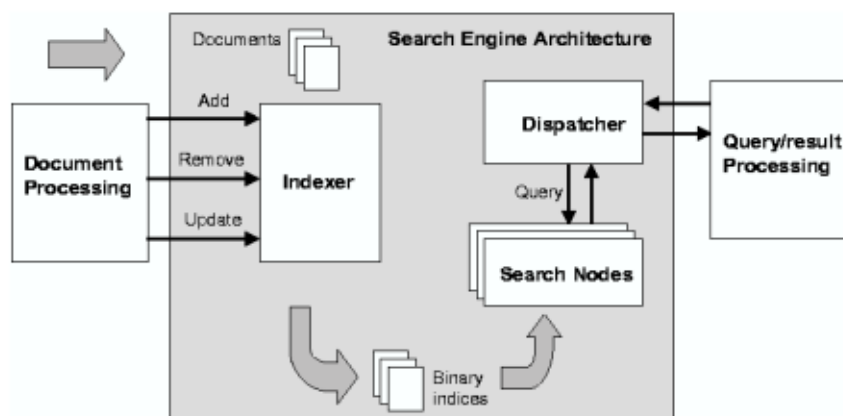 Documents
Search Engine Architecture
Add
Remove
Update
Document
Processing
Indexer
Dispatcher
Query/result
Processing
Query
Search Nodes
Binary
indices